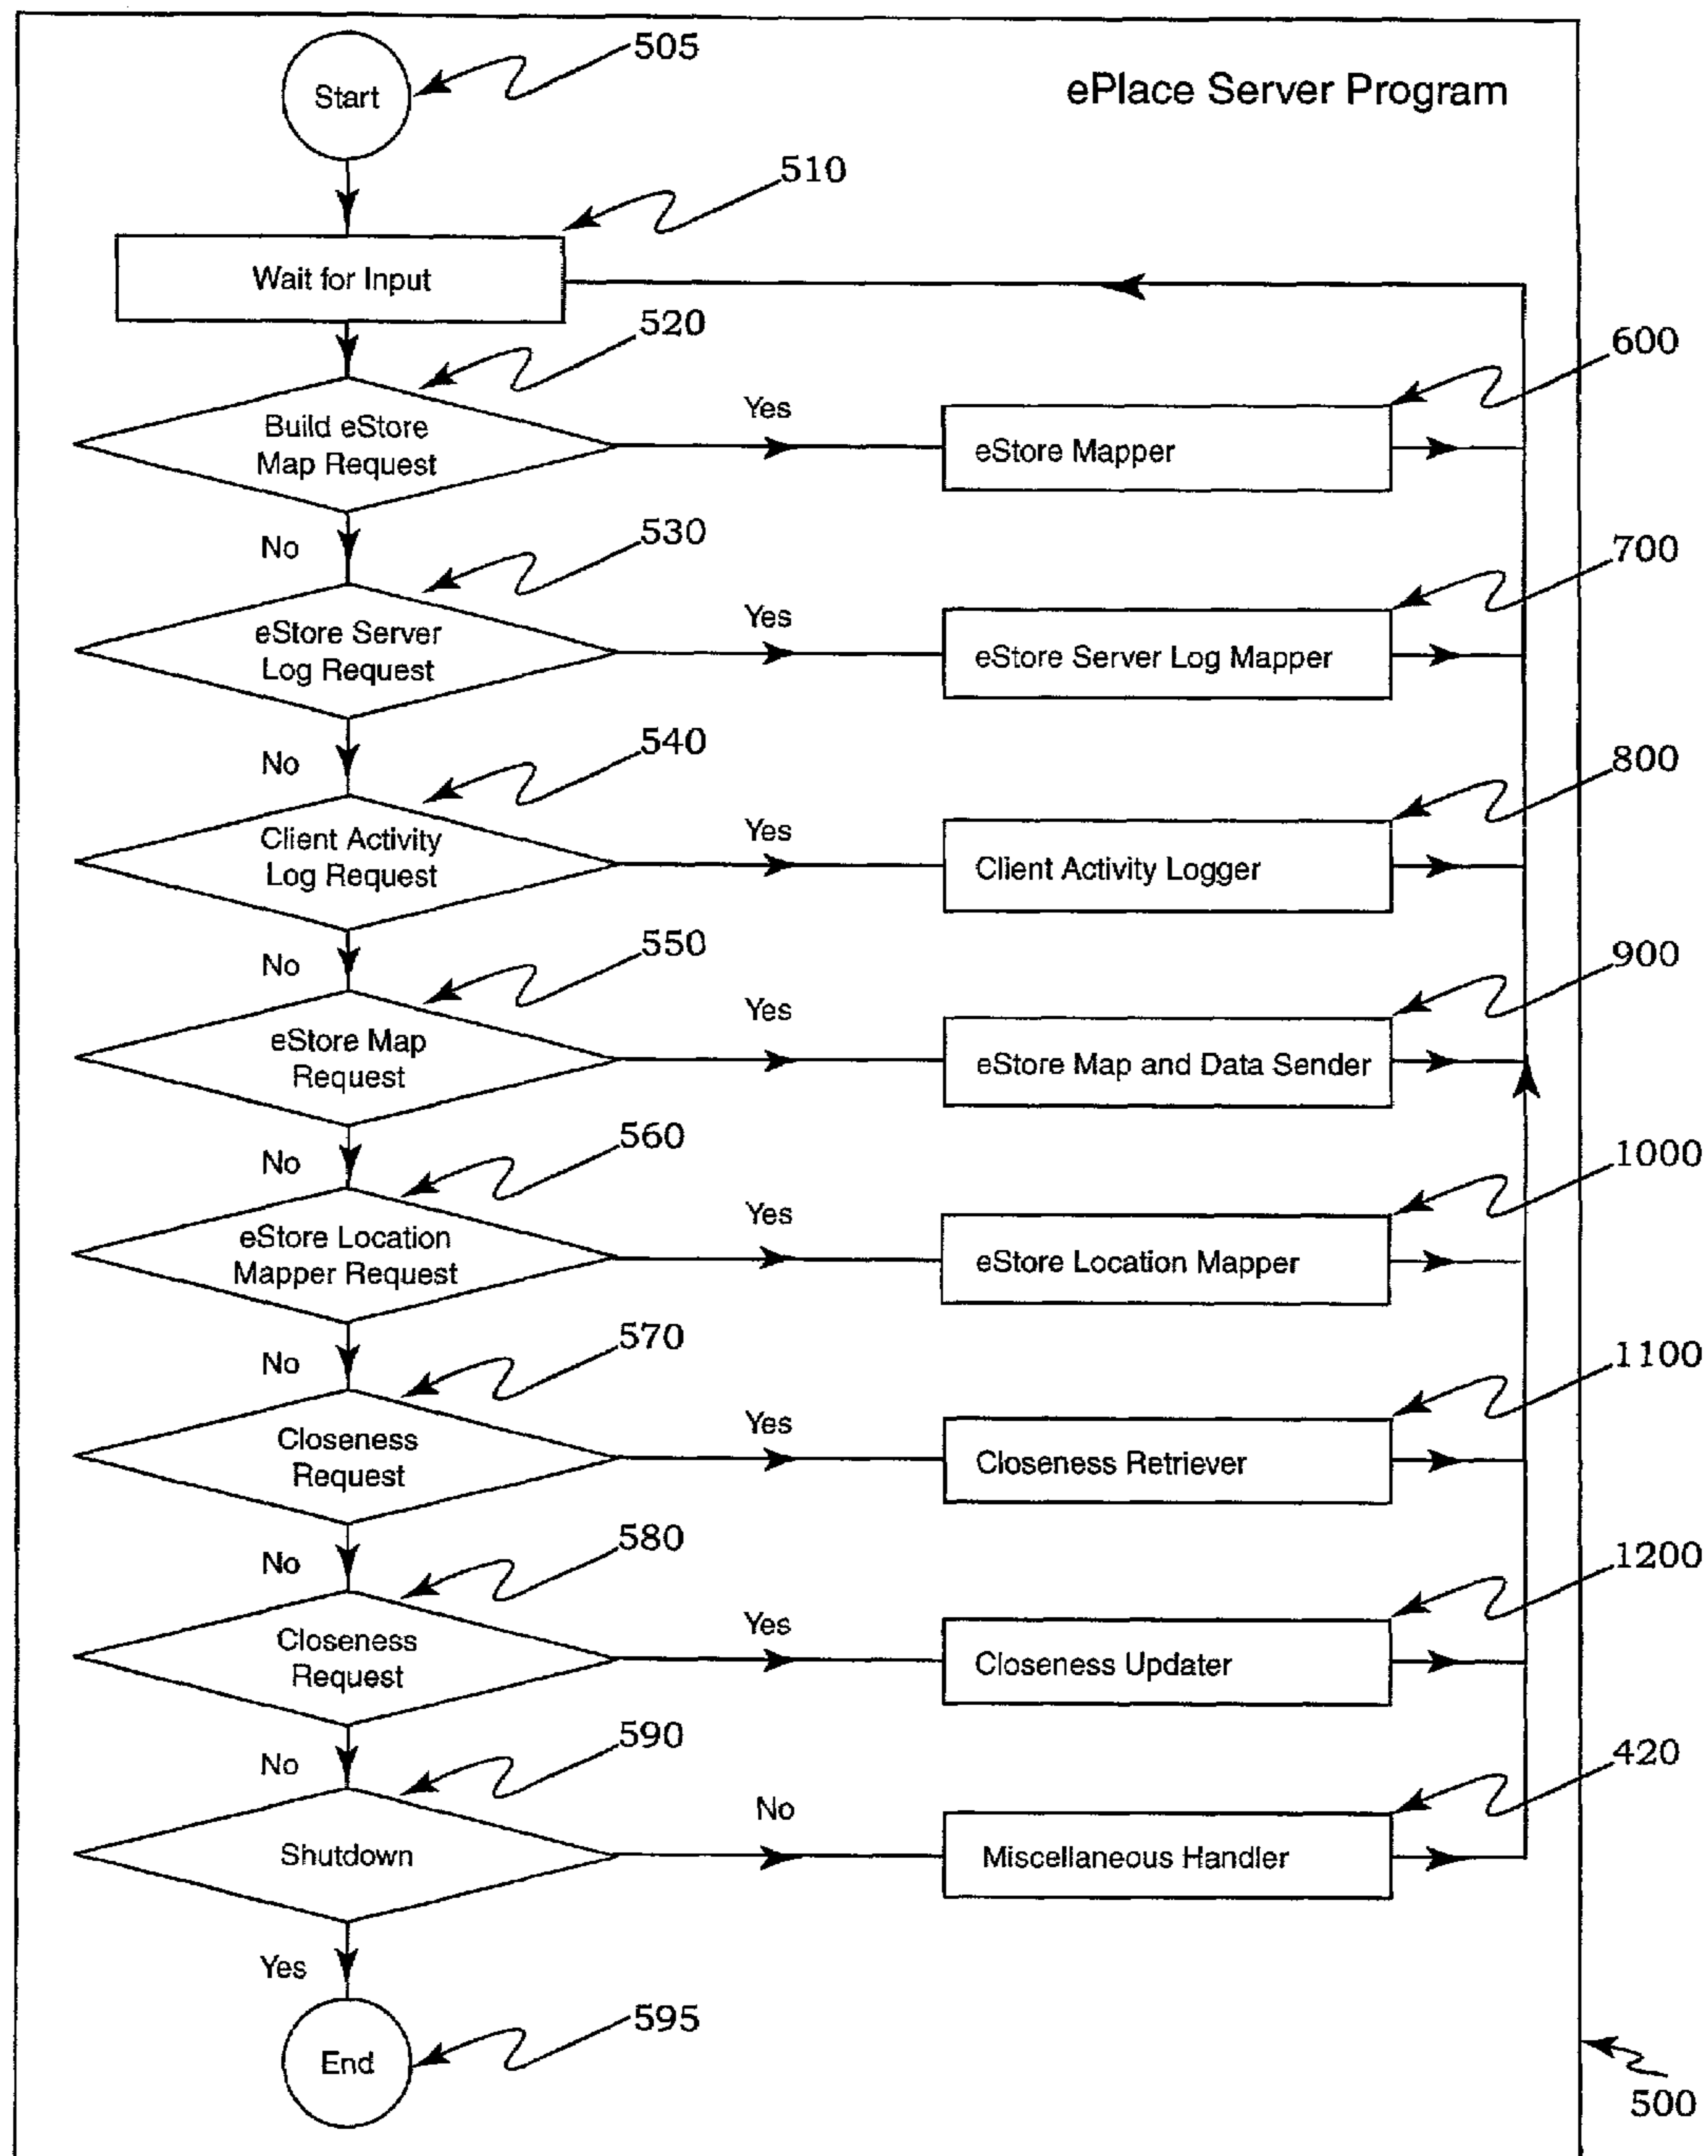 505
Start
ePlace Server Program
510
Wait for Input
520
600
Build eStore
Map Request
Yes
eStore Mapper
No
530
700
eStore Server
Log Request
Yes
eStore Server Log Mapper
No
540
800
Client Activity
Log Request
Yes
Client Activity Logger
No
550
900
eStore Map
Request
Yes
eStore Map and Data Sender
No
560
1000
eStore Location
Mapper Request
Yes
eStore Location Mapper
No
570
1100
Closeness
Request
Yes
Closeness Retriever
No
580
1200
Closeness
Request
Yes
Closeness Updater
No
590
420
Shutdown
No
Miscellaneous Handler
Yes
595
End
500